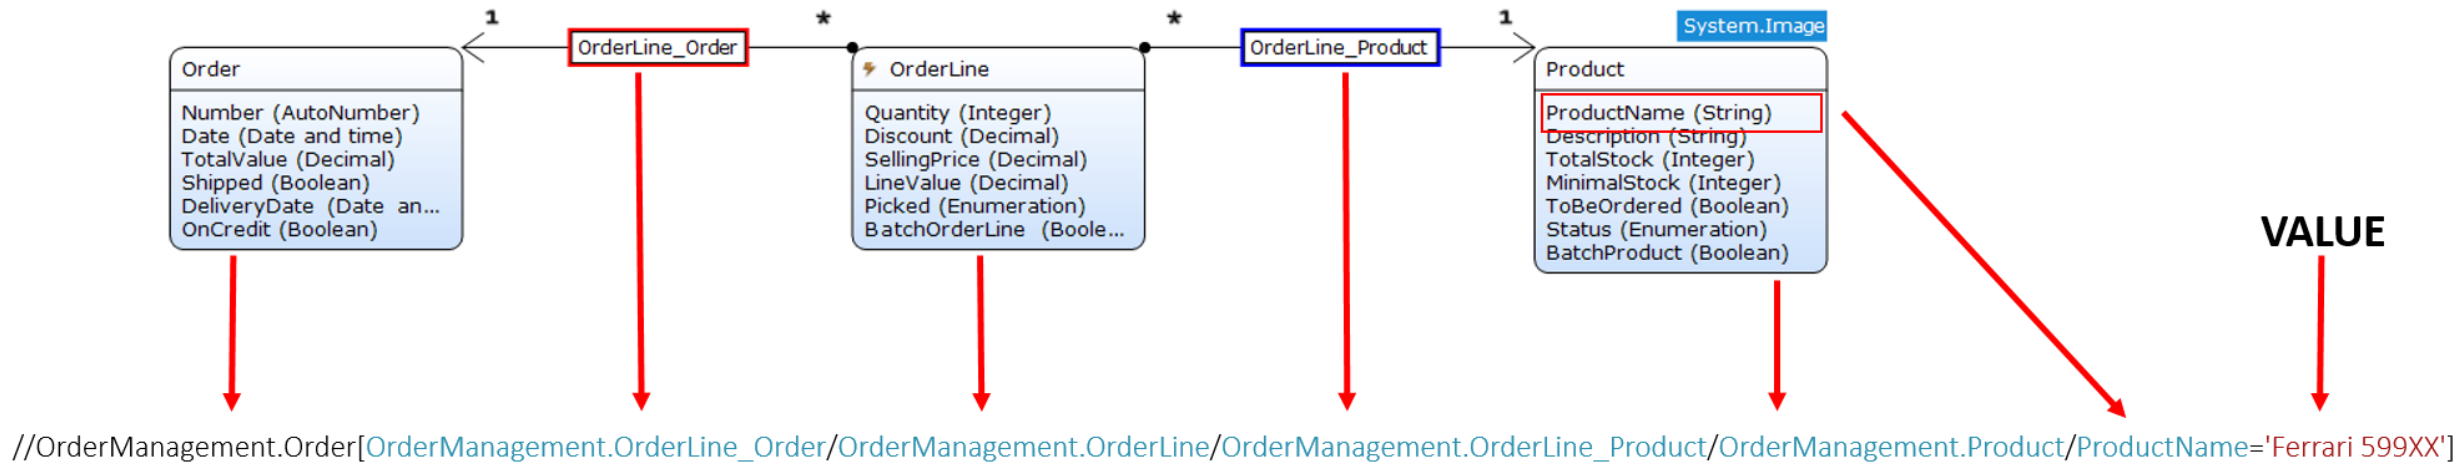 1
*
*
1
System.Image
OrderLine_Order
OrderLine_Product
Order
Number (AutoNumber)
Date (Date and time)
TotalValue (Decimal)
Shipped (Boolean)
DeliveryDate (Date an...
OnCredit (Boolean)
OrderLine
Quantity (Integer)
Discount (Decimal)
SellingPrice (Decimal)
LineValue (Decimal)
Picked (Enumeration)
BatchOrderLine (Boole...
Product
ProductName (String)
Description (String)
TotalStock (Integer)
MinimalStock (Integer)
ToBeOrdered (Boolean)
Status (Enumeration)
BatchProduct (Boolean)
VALUE
//OrderManagement.Order[OrderManagement.OrderLine_Order/OrderManagement.OrderLine/OrderManagement.OrderLine_Product/OrderManagement.Product/ProductName='Ferrari 599XX']